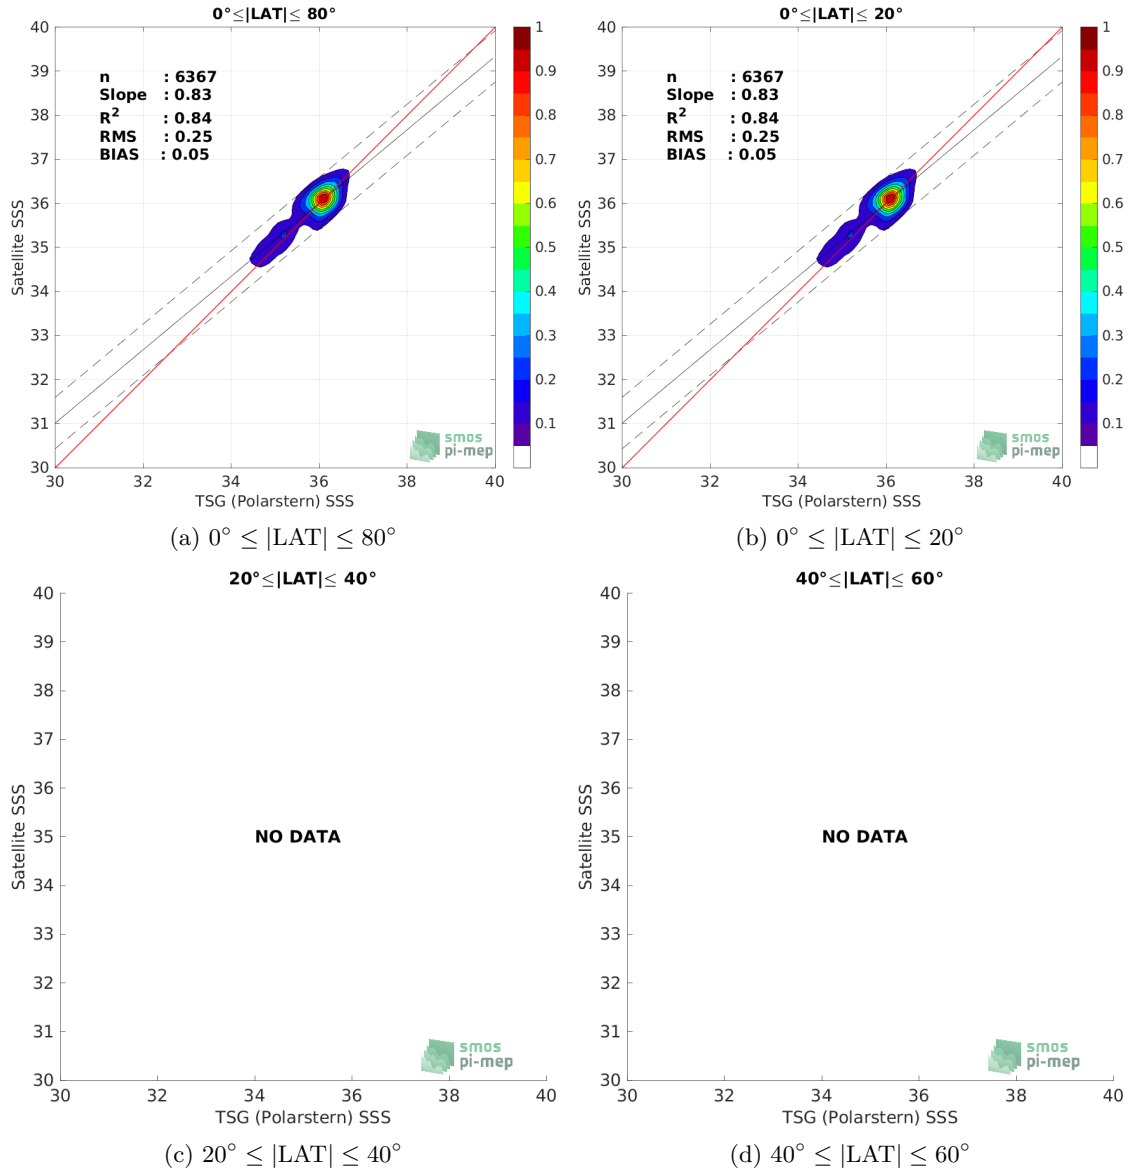 0°≤|LAT|≤ 80°
40
39
38
37
36
35
34
33
32
31
30
Satellite SSS
n : 6367
Slope : 0.83
R² : 0.84
RMS : 0.25
BIAS : 0.05
smos
pi-mep
30 32 34 36 38 40
TSG (Polarstern) SSS
1
0.9
0.8
0.7
0.6
0.5
0.4
0.3
0.2
0.1
(a) 0° ≤ |LAT| ≤ 80°
0°≤|LAT|≤ 20°
40
39
38
37
36
35
34
33
32
31
30
Satellite SSS
n : 6367
Slope : 0.83
R² : 0.84
RMS : 0.25
BIAS : 0.05
smos
pi-mep
30 32 34 36 38 40
TSG (Polarstern) SSS
1
0.9
0.8
0.7
0.6
0.5
0.4
0.3
0.2
0.1
(b) 0° ≤ |LAT| ≤ 20°
20°≤|LAT|≤ 40°
40
39
38
37
36
35
34
33
32
31
30
Satellite SSS
NO DATA
smos
pi-mep
30 32 34 36 38 40
TSG (Polarstern) SSS
(c) 20° ≤ |LAT| ≤ 40°
40°≤|LAT|≤ 60°
40
39
38
37
36
35
34
33
32
31
30
Satellite SSS
NO DATA
smos
pi-mep
30 32 34 36 38 40
TSG (Polarstern) SSS
(d) 40° ≤ |LAT| ≤ 60°